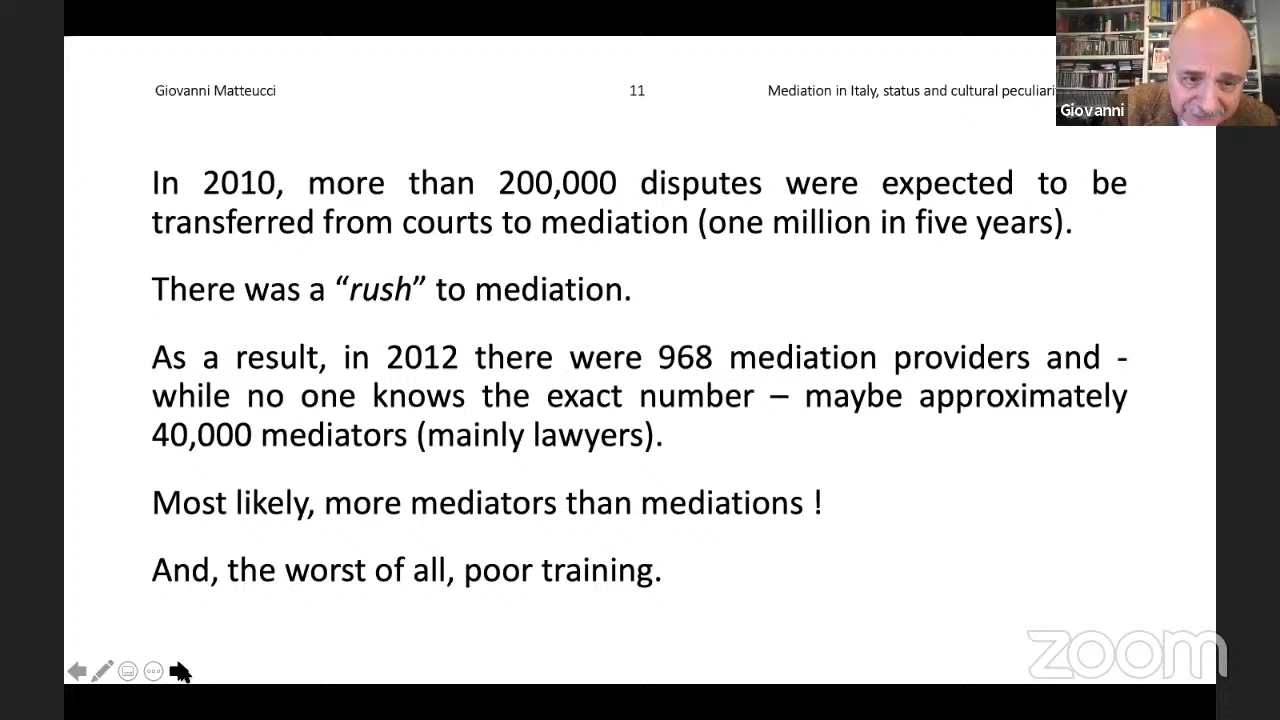 Giovanni Matteucci 11 Mediation in Italy, status and cultural
Giovanni
In 2010, more than 200,000 disputes were expected to be
transferred from courts to mediation (one million in five years).
There was a “rush” to mediation.
As a result, in 2012 there were 968 mediation providers and -
while no one knows the exact number – maybe approximately
40,000 mediators (mainly lawyers).
Most likely, more mediators than mediations !
And, the worst of all, poor training.
zoom